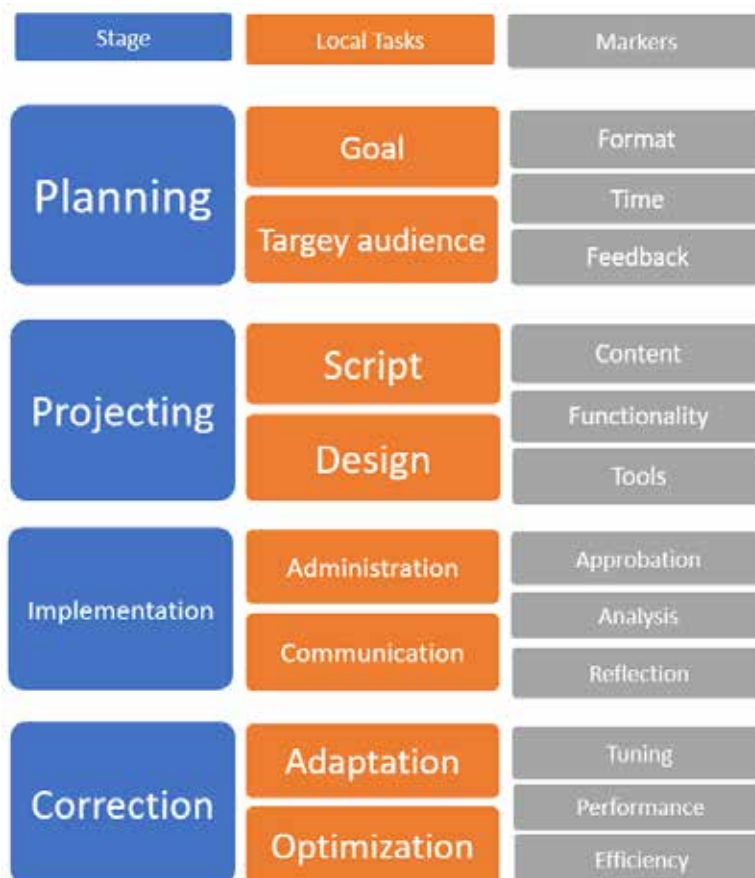 Stage
Local Tasks
Markers
Planning
Goal
Targey audience
Format
Time
Feedback
Projecting
Script
Design
Content
Functionality
Tools
Implementation
Administration
Communication
Approbation
Analysis
Reflection
Correction
Adaptation
Optimization
Tuning
Performance
Efficiency